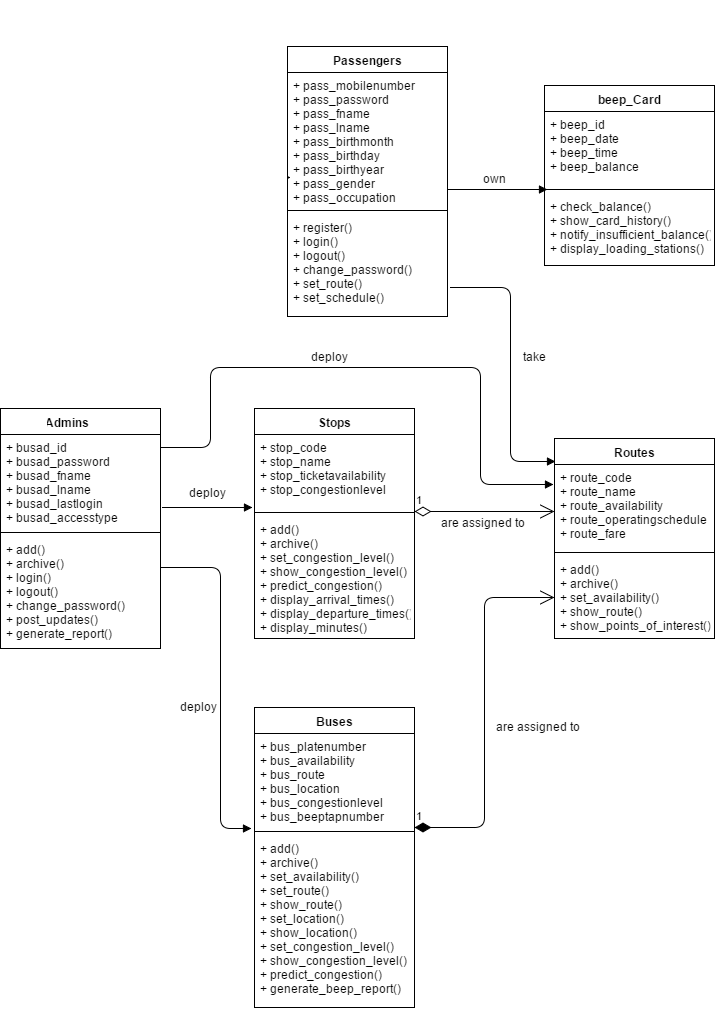 Passengers
+ pass_mobilenumber
+ pass_password
+ pass_fname
+ pass_lname
+ pass_birthmonth
+ pass_birthday
+ pass_birthyear
+ pass_gender
+ pass_occupation
+ register()
+ login()
+ logout()
+ change_password()
+ set_route()
+ set_schedule()
own
beep_Card
+ beep_id
+ beep_date
+ beep_time
+ beep_balance
+ check_balance()
+ show_card_history()
+ notify_insufficient_balance(
+ display_loading_stations()
take
deploy
Admins
+ busad_id
+ busad_password
+ busad_fname
+ busad_lname
+ busad_lastlogin
+ busad_accesstype
+ add()
+ archive()
+ login()
+ logout()
+ change_password()
+ post_updates()
+ generate_report()
deploy
Stops
+ stop_code
+ stop_name
+ stop_ticketavailability
+ stop_congestionlevel
+ add()
+ archive()
+ set_congestion_level()
+ show_congestion_level()
+ predict_congestion()
+ display_arrival_times()
+ display_departure_times(
+ display_minutes()
1
are assigned to
Routes
+ route_code
+ route_name
+ route_availability
+ route_operatingschedule
+ route_fare
+ add()
+ archive()
+ set_availability()
+ show_route()
+ show_points_of_interest()
deploy
Buses
+ bus_platenumber
+ bus_availability
+ bus_route
+ bus_location
+ bus_congestionlevel
+ bus_beeptapnumber
+ add()
+ archive()
+ set_availability()
+ set_route()
+ show_route()
+ set_location()
+ show_location()
+ set_congestion_level()
+ show_congestion_level()
+ predict_congestion()
+ generate_beep_report()
1
are assigned to